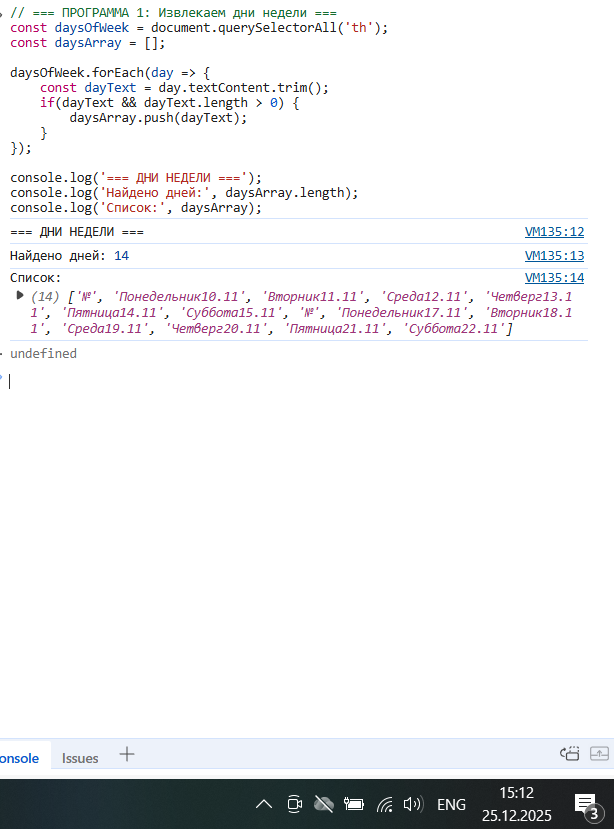 // === ПРОГРАММА 1: Извлекаем дни недели ===
const daysOfWeek = document.querySelectorAll('th');
const daysArray = [];
daysOfWeek.forEach(day => {
    const dayText = day.textContent.trim();
    if(dayText && dayText.length > 0) {
        daysArray.push(dayText);
    }
});
console.log('=== ДНИ НЕДЕЛИ ===');
console.log('Найдено дней:', daysArray.length);
console.log('Список:', daysArray);
=== ДНИ НЕДЕЛИ === VM135:12
Найдено дней: 14 VM135:13
Список: VM135:14
(14) ['№', 'Понедельник10.11', 'Вторник11.11', 'Среда12.11', 'Четверг13.1
1', 'Пятница14.11', 'Суббота15.11', '№', 'Понедельник17.11', 'Вторник18.1
1', 'Среда19.11', 'Четверг20.11', 'Пятница21.11', 'Суббота22.11']
undefined
onsole Issues
15:12
ENG
25.12.2025
3